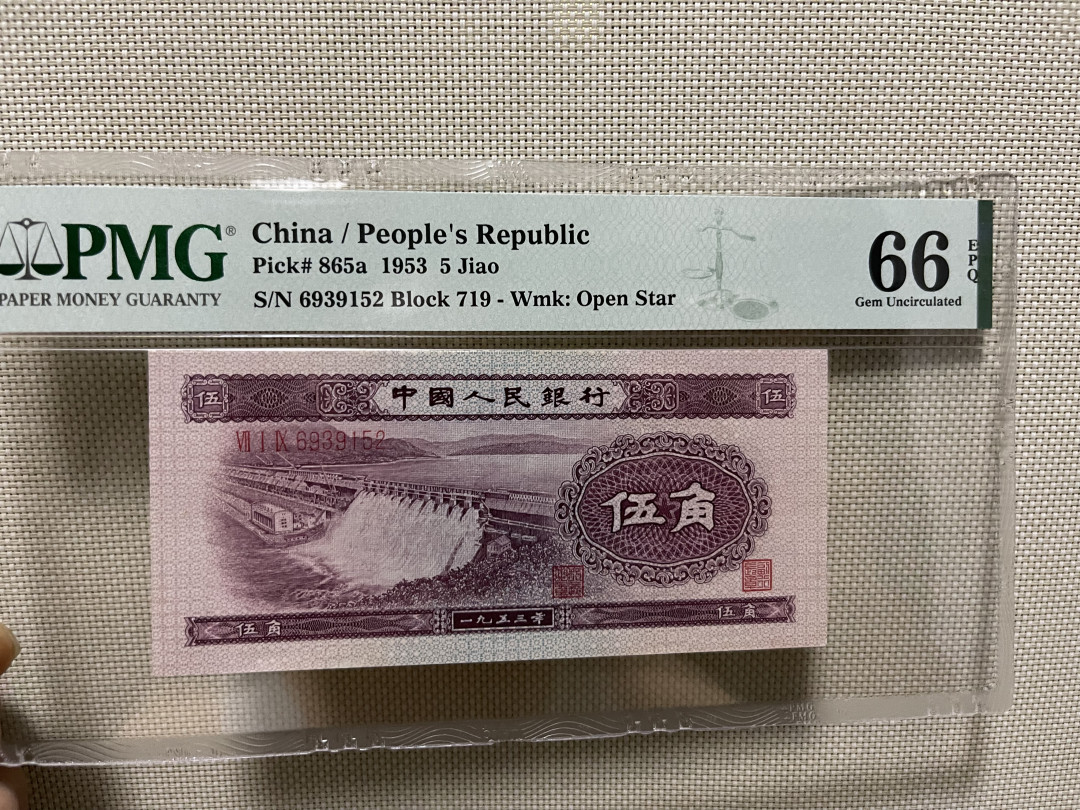 PMG®
PAPER MONEY GUARANTY
China / People's Republic
Pick# 865a 1953 5 Jiao
S/N 6939152 Block 719 - Wmk: Open Star
66
Gem Uncirculated
EPQ
伍
中國人民銀行
伍
VII I IX 6939152
伍角
伍角
一九五三年
伍角